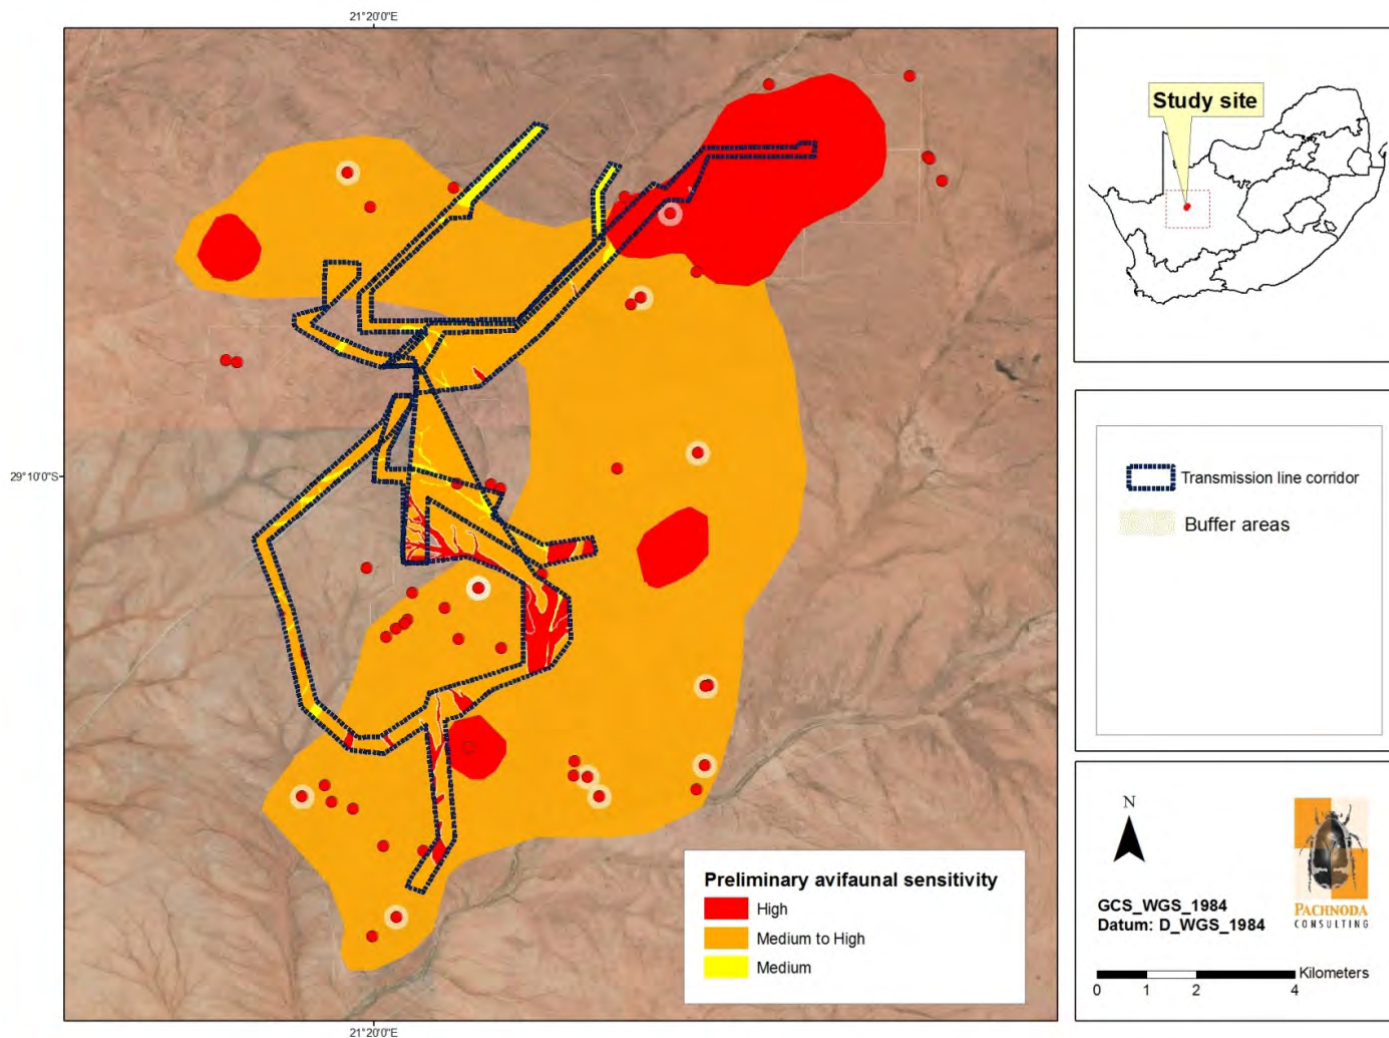 21°20'0"E
Study site
29°10'0"S
Transmission line corridor
Buffer areas
Preliminary avifaunal sensitivity
High
Medium to High
Medium
N
GCS_WGS_1984
Datum: D_WGS_1984
PACHNODA
CONSULTING
Kilometers
0 1 2 4
21°20'0"E